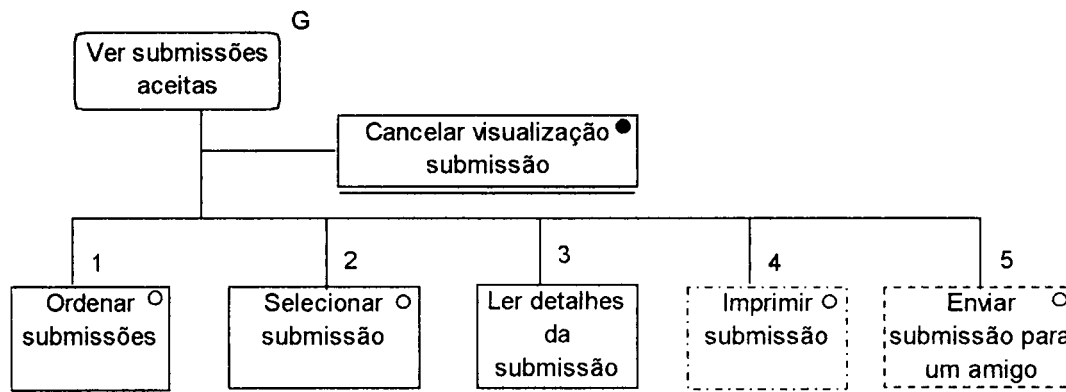 G
Ver submissões
aceitas
Cancelar visualização
submissão
1
2
3
4
5
Ordenar
submissões
Selecionar
submissão
Ler detalhes
da
submissão
Imprimir
submissão
Enviar
submissão para
um amigo